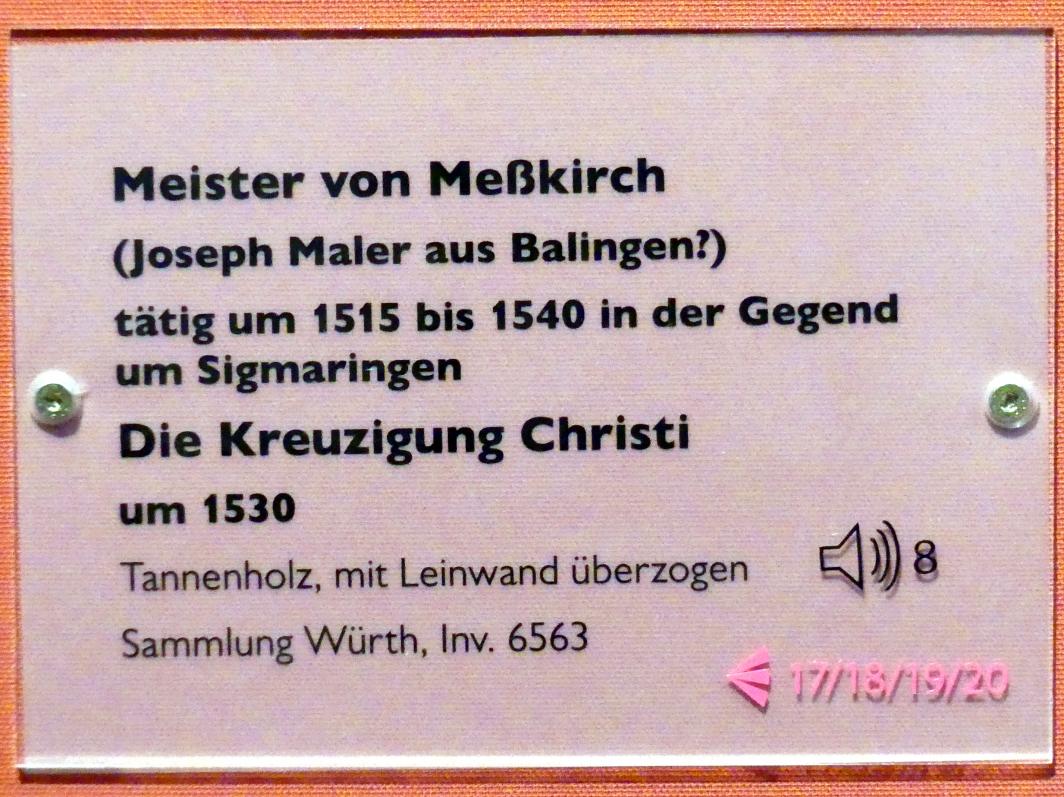 Meister von Meßkirch
(Joseph Maler aus Balingen?)
tätig um 1515 bis 1540 in der Gegend
um Sigmaringen
Die Kreuzigung Christi
um 1530
Tannenholz, mit Leinwand überzogen
8
Sammlung Würth, Inv. 6563
17/18/19/20